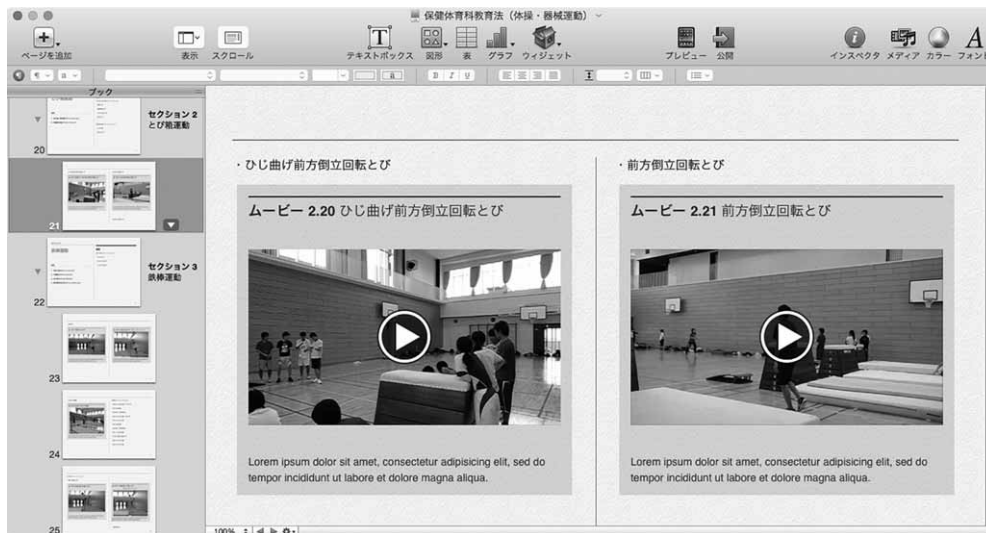 保健体育科教育法（体操・器械運動）
ページを追加
表示
スクロール
テキストボックス
図形
表
グラフ
ウィジェット
プレビュー
公開
インスペクタ
メディア
カラー
フォント
a
a
B I U
ブック
セクション 2
とび箱運動
20
21
セクション 3
鉄棒運動
22
23
24
25
・ひじ曲げ前方倒立回転とび
ムービー 2.20 ひじ曲げ前方倒立回転とび
Lorem ipsum dolor sit amet, consectetur adipisicing elit, sed do
tempor incididunt ut labore et dolore magna aliqua.
・前方倒立回転とび
ムービー 2.21 前方倒立回転とび
Lorem ipsum dolor sit amet, consectetur adipisicing elit, sed do
tempor incididunt ut labore et dolore magna aliqua.
100%